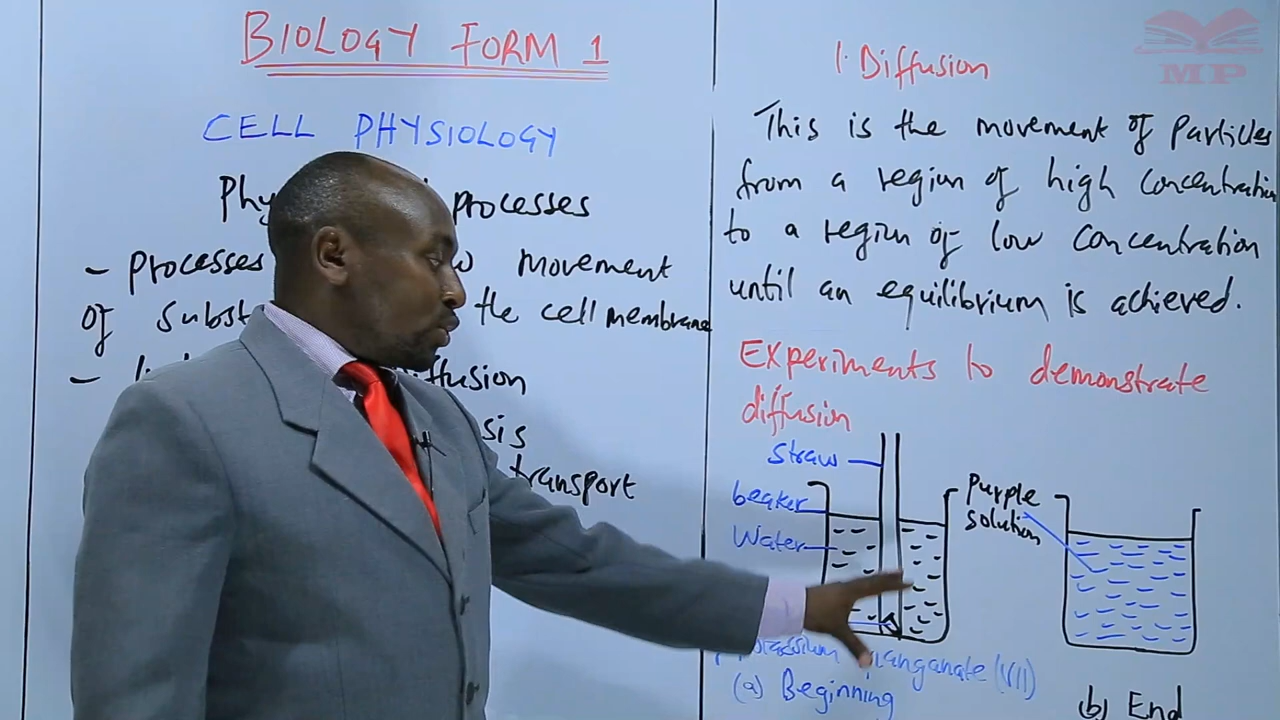 BIOLOGY FORM 1
CELL PHYSIOLOGY
processes
- processes movement
of the cell membrane
- diffusion
transport
1. Diffusion
This is the movement of particles
from a region of high concentration
to a region of low concentration
until an equilibrium is achieved.
Experiments to demonstrate
diffusion
straw
beaker
Water
(a) Beginning
Purple
solution
(b) End
MP